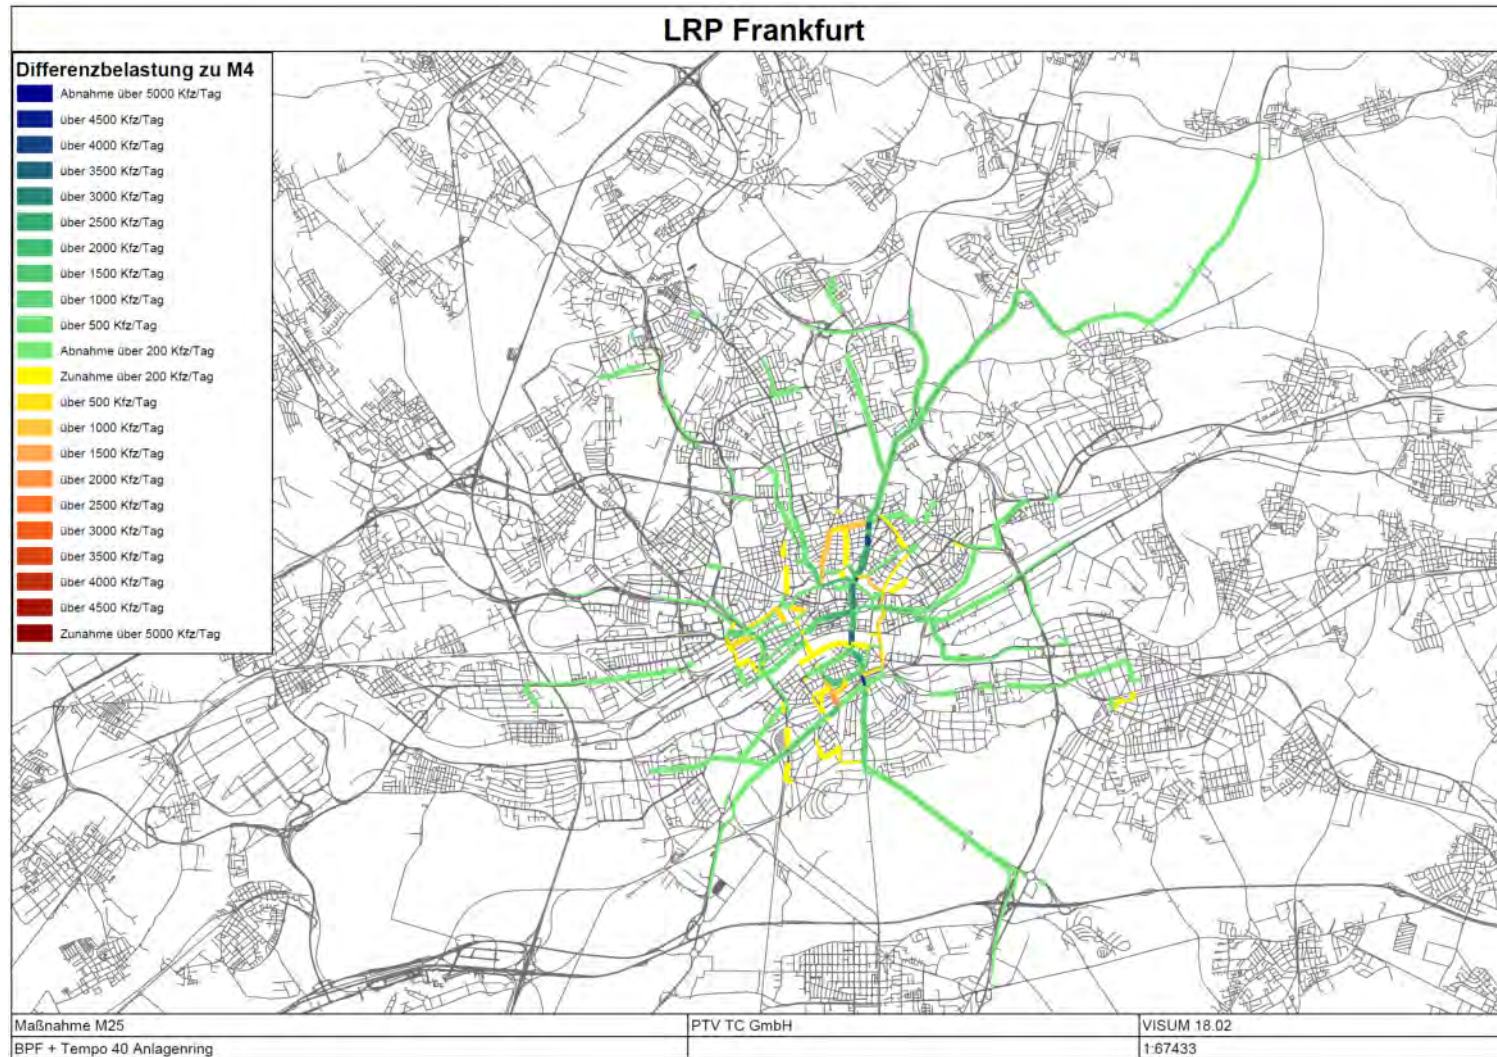 LRP Frankfurt
Differenzbelastung zu M4
Abnahme über 5000 Kfz/Tag
über 4500 Kfz/Tag
über 4000 Kfz/Tag
über 3500 Kfz/Tag
über 3000 Kfz/Tag
über 2500 Kfz/Tag
über 2000 Kfz/Tag
über 1500 Kfz/Tag
über 1000 Kfz/Tag
über 500 Kfz/Tag
Abnahme über 200 Kfz/Tag
Zunahme über 200 Kfz/Tag
über 500 Kfz/Tag
über 1000 Kfz/Tag
über 1500 Kfz/Tag
über 2000 Kfz/Tag
über 2500 Kfz/Tag
über 3000 Kfz/Tag
über 3500 Kfz/Tag
über 4000 Kfz/Tag
über 4500 Kfz/Tag
Zunahme über 5000 Kfz/Tag
Maßnahme M25
PTV TC GmbH
VISUM 18.02
BPF + Tempo 40 Anlagenring
1:67433